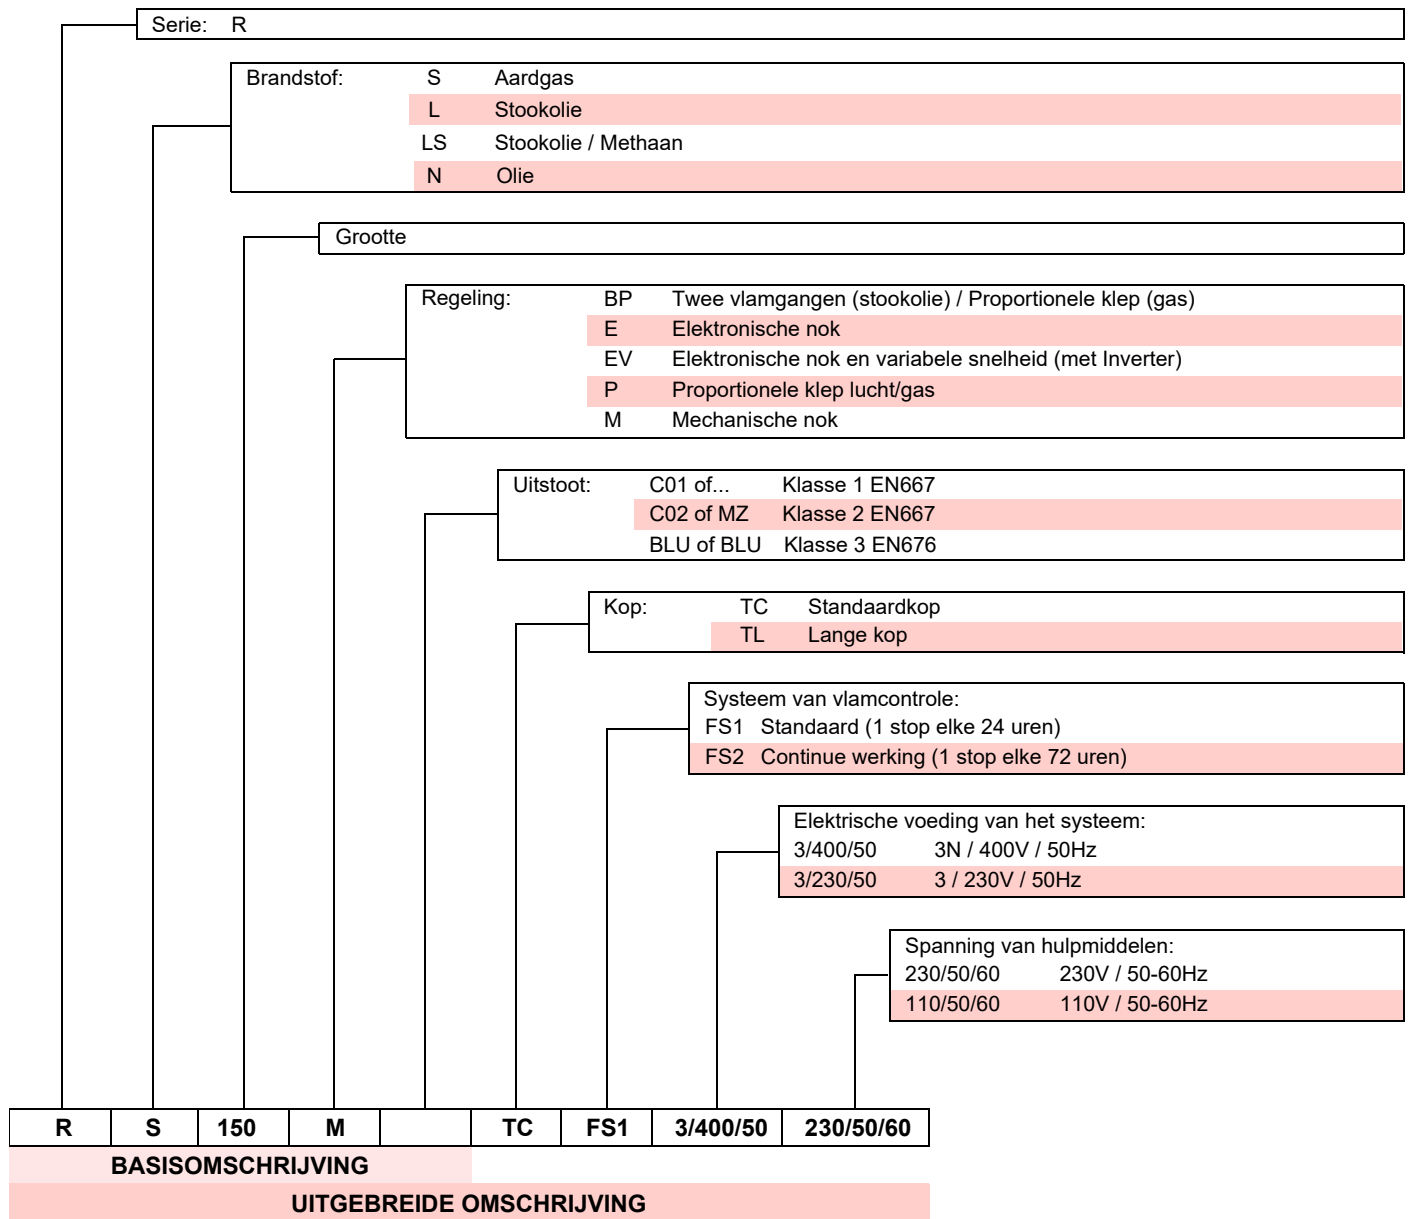 Serie: R
Brandstof: S Aardgas
L Stookolie
LS Stookolie / Methaan
N Olie
Grootte
Regeling: BP Twee vlamgangen (stookolie) / Proportionele klep (gas)
E Elektronische nok
EV Elektronische nok en variabele snelheid (met Inverter)
P Proportionele klep lucht/gas
M Mechanische nok
Uitstoot: C01 of... Klasse 1 EN667
C02 of MZ Klasse 2 EN667
BLU of BLU Klasse 3 EN676
Kop: TC Standaardkop
TL Lange kop
Systeem van vlamcontrole:
FS1 Standaard (1 stop elke 24 uren)
FS2 Continue werking (1 stop elke 72 uren)
Elektrische voeding van het systeem:
3/400/50 3N / 400V / 50Hz
3/230/50 3 / 230V / 50Hz
Spanning van hulpmiddelen:
230/50/60 230V / 50-60Hz
110/50/60 110V / 50-60Hz
R S 150 M TC FS1 3/400/50 230/50/60
BASISOMSCHRIJVING
UITGEBREIDE OMSCHRIJVING